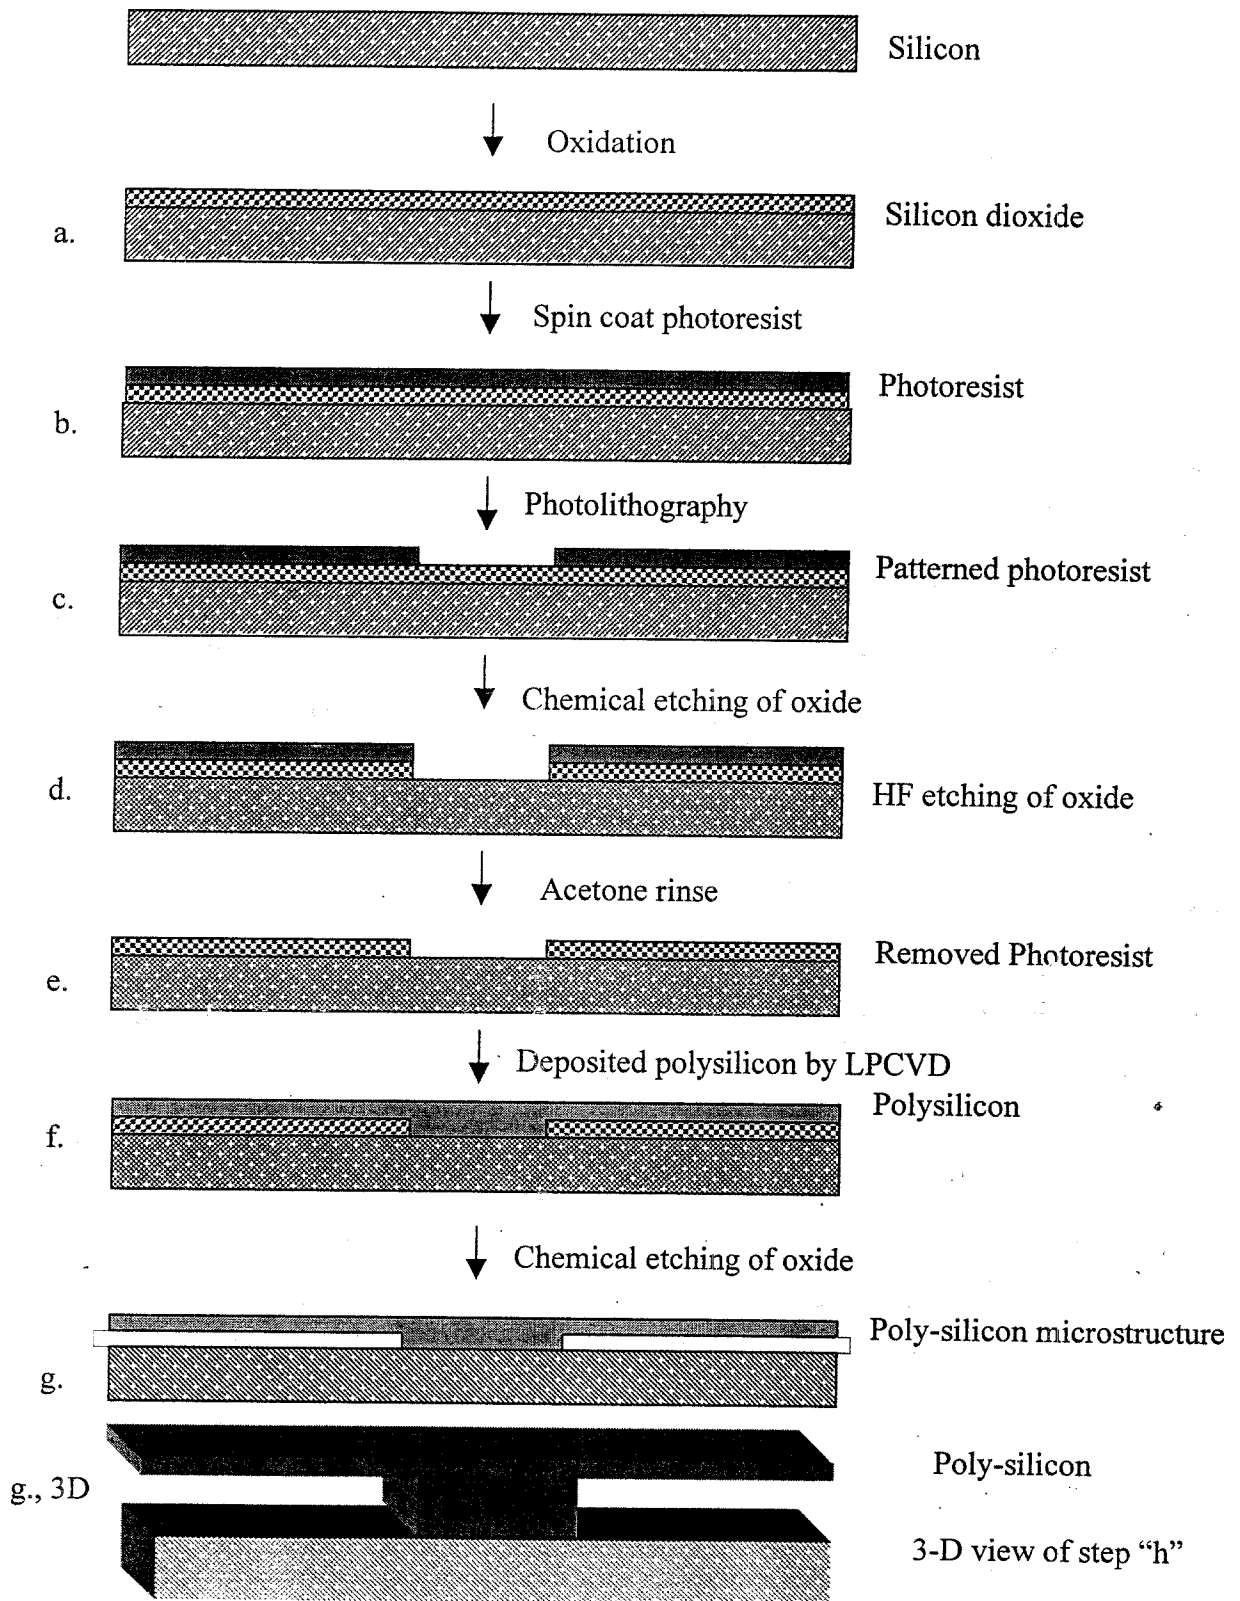 Silicon
Oxidation
Silicon dioxide
a.
Spin coat photoresist
Photoresist
b.
Photolithography
Patterned photoresist
c.
Chemical etching of oxide
d.
HF etching of oxide
Acetone rinse
Removed Photoresist
e.
Deposited polysilicon by LPCVD
Polysilicon
f.
Chemical etching of oxide
Poly-silicon microstructure
g.
Poly-silicon
g., 3D
3-D view of step “h”